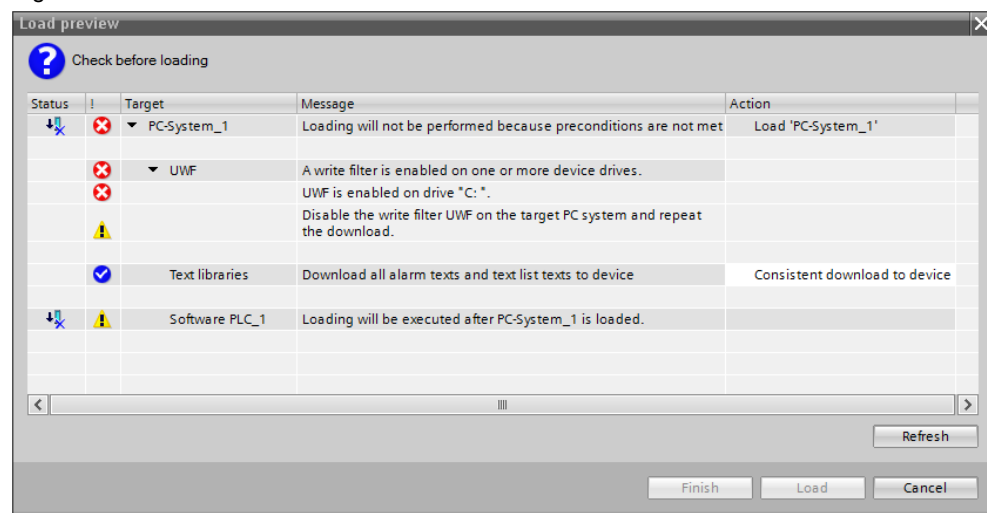 Load preview
Check before loading
Status ! Target Message Action
PC-System_1 Loading will not be performed because preconditions are not met Load 'PC-System_1'
UWF A write filter is enabled on one or more device drives.
UWF is enabled on drive "C: ".
Disable the write filter UWF on the target PC system and repeat
the download.
Text libraries Download all alarm texts and text list texts to device Consistent download to device
Software PLC_1 Loading will be executed after PC-System_1 is loaded.
Refresh
Finish Load Cancel